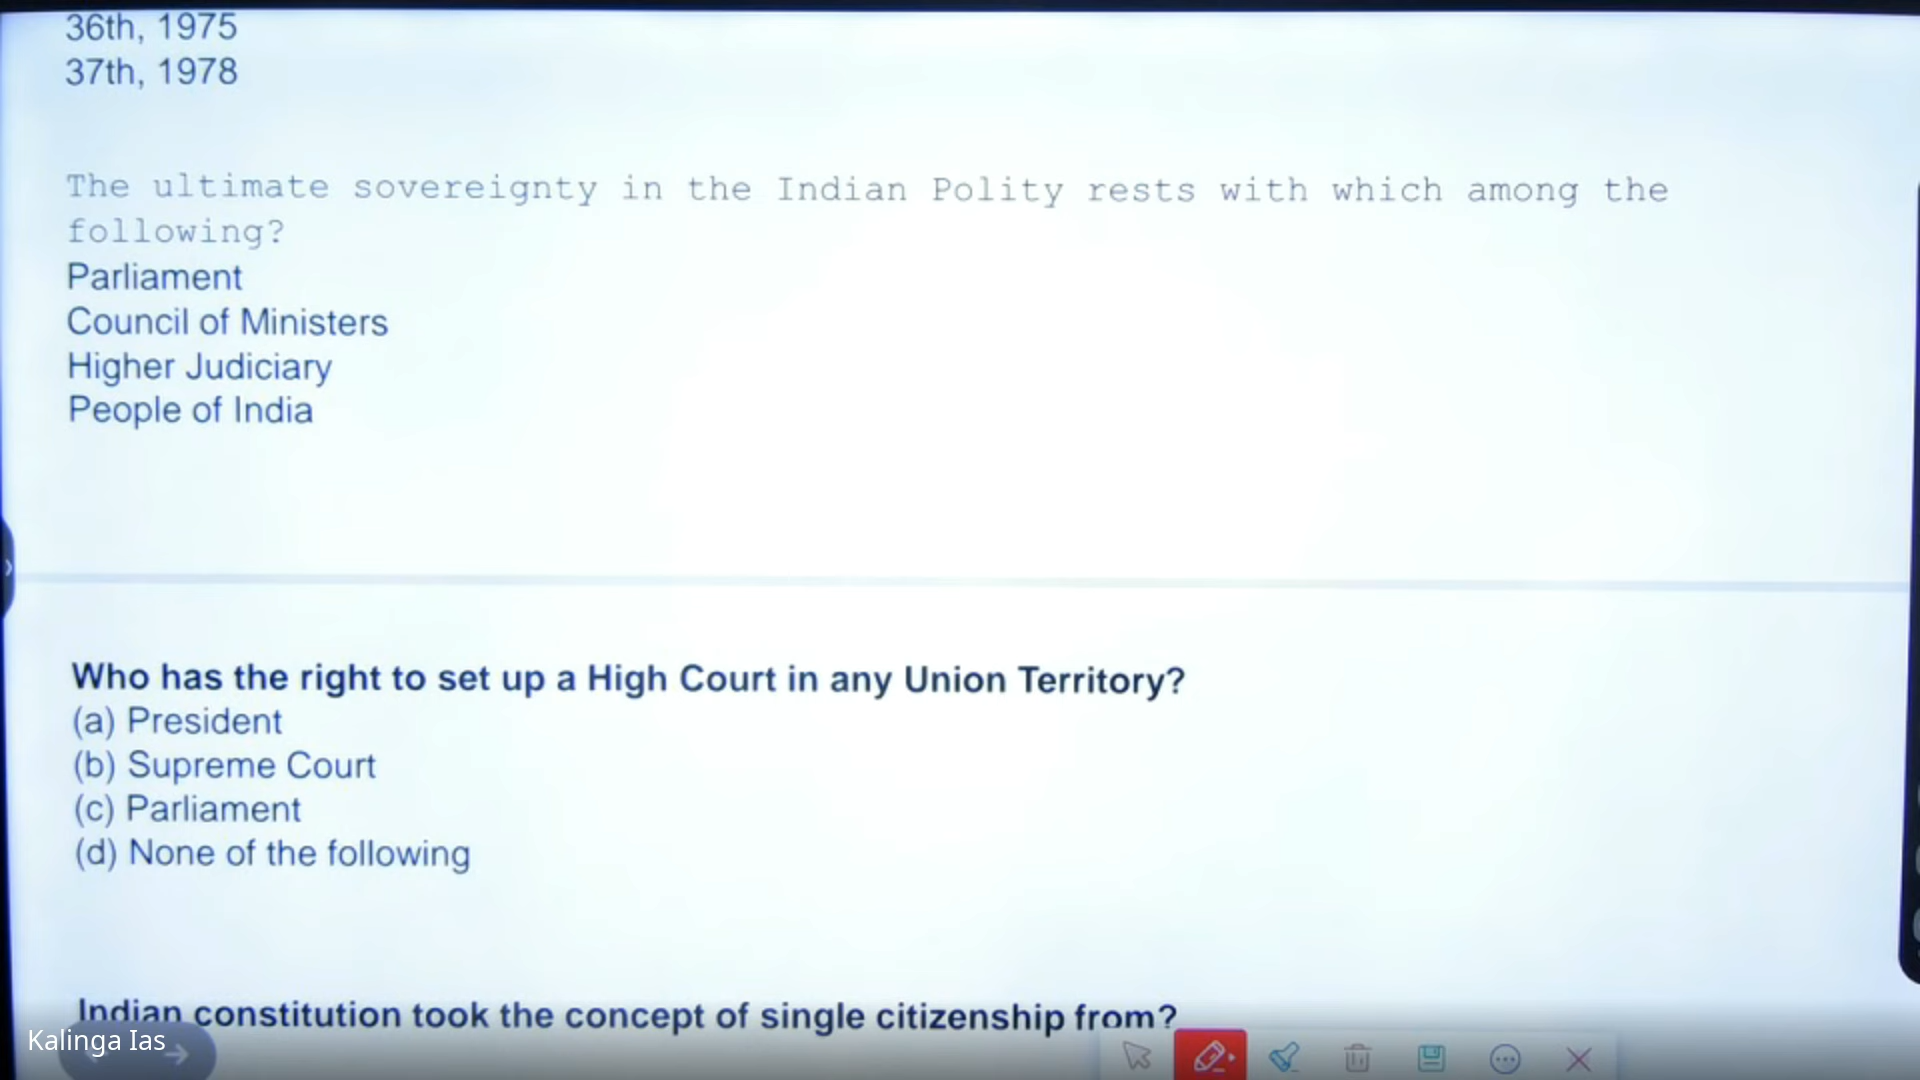 36th, 1975
37th, 1978
The ultimate sovereignty in the Indian Polity rests with which among the
following?
Parliament
Council of Ministers
Higher Judiciary
People of India
Who has the right to set up a High Court in any Union Territory?
(a) President
(b) Supreme Court
(c) Parliament
(d) None of the following
Indian constitution took the concept of single citizenship from?
Kalinga Ias